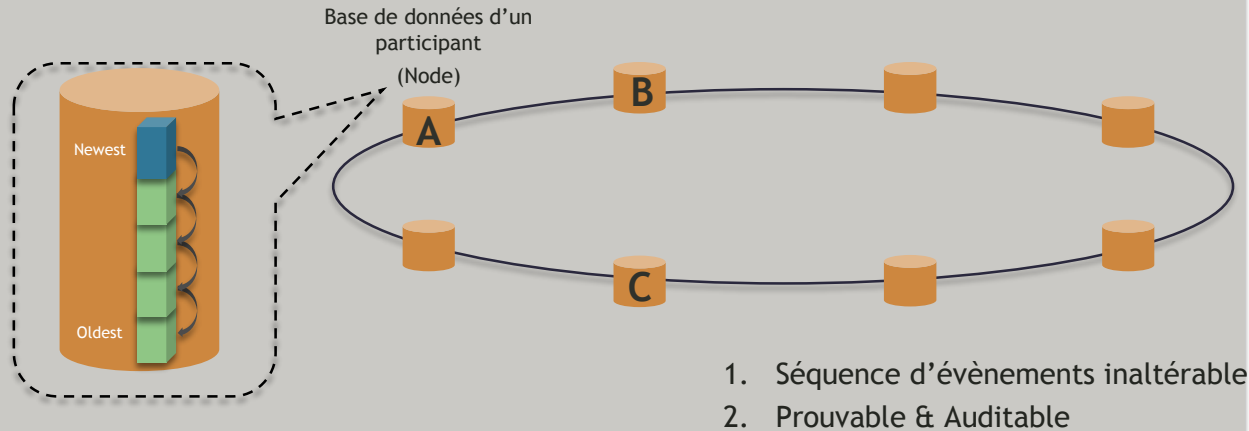 Base de données d’un
participant
(Node)
A
B
C
Newest
Oldest
1. Séquence d’évènements inaltérable
2. Prouvable & Auditable